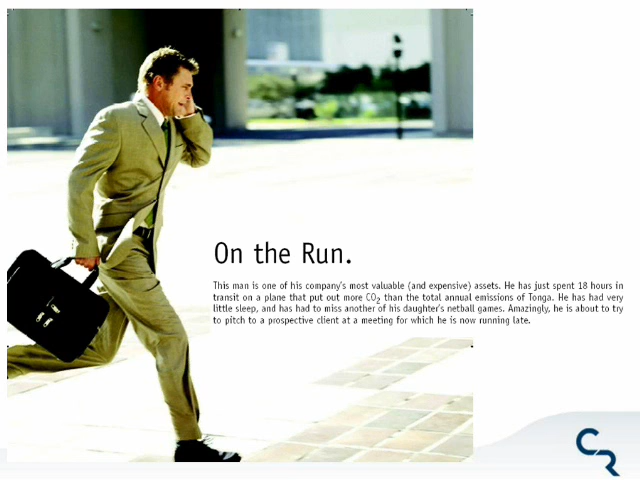 On the Run.
This man is one of his company's most valuable (and expensive) assets. He has just spent 18 hours in
transit on a plane that put out more CO₂ than the total annual emissions of Tonga. He has had very
little sleep, and has had to miss another of his daughter's netball games. Amazingly, he is about to try
to pitch to a prospective client at a meeting for which he is now running late.
CR